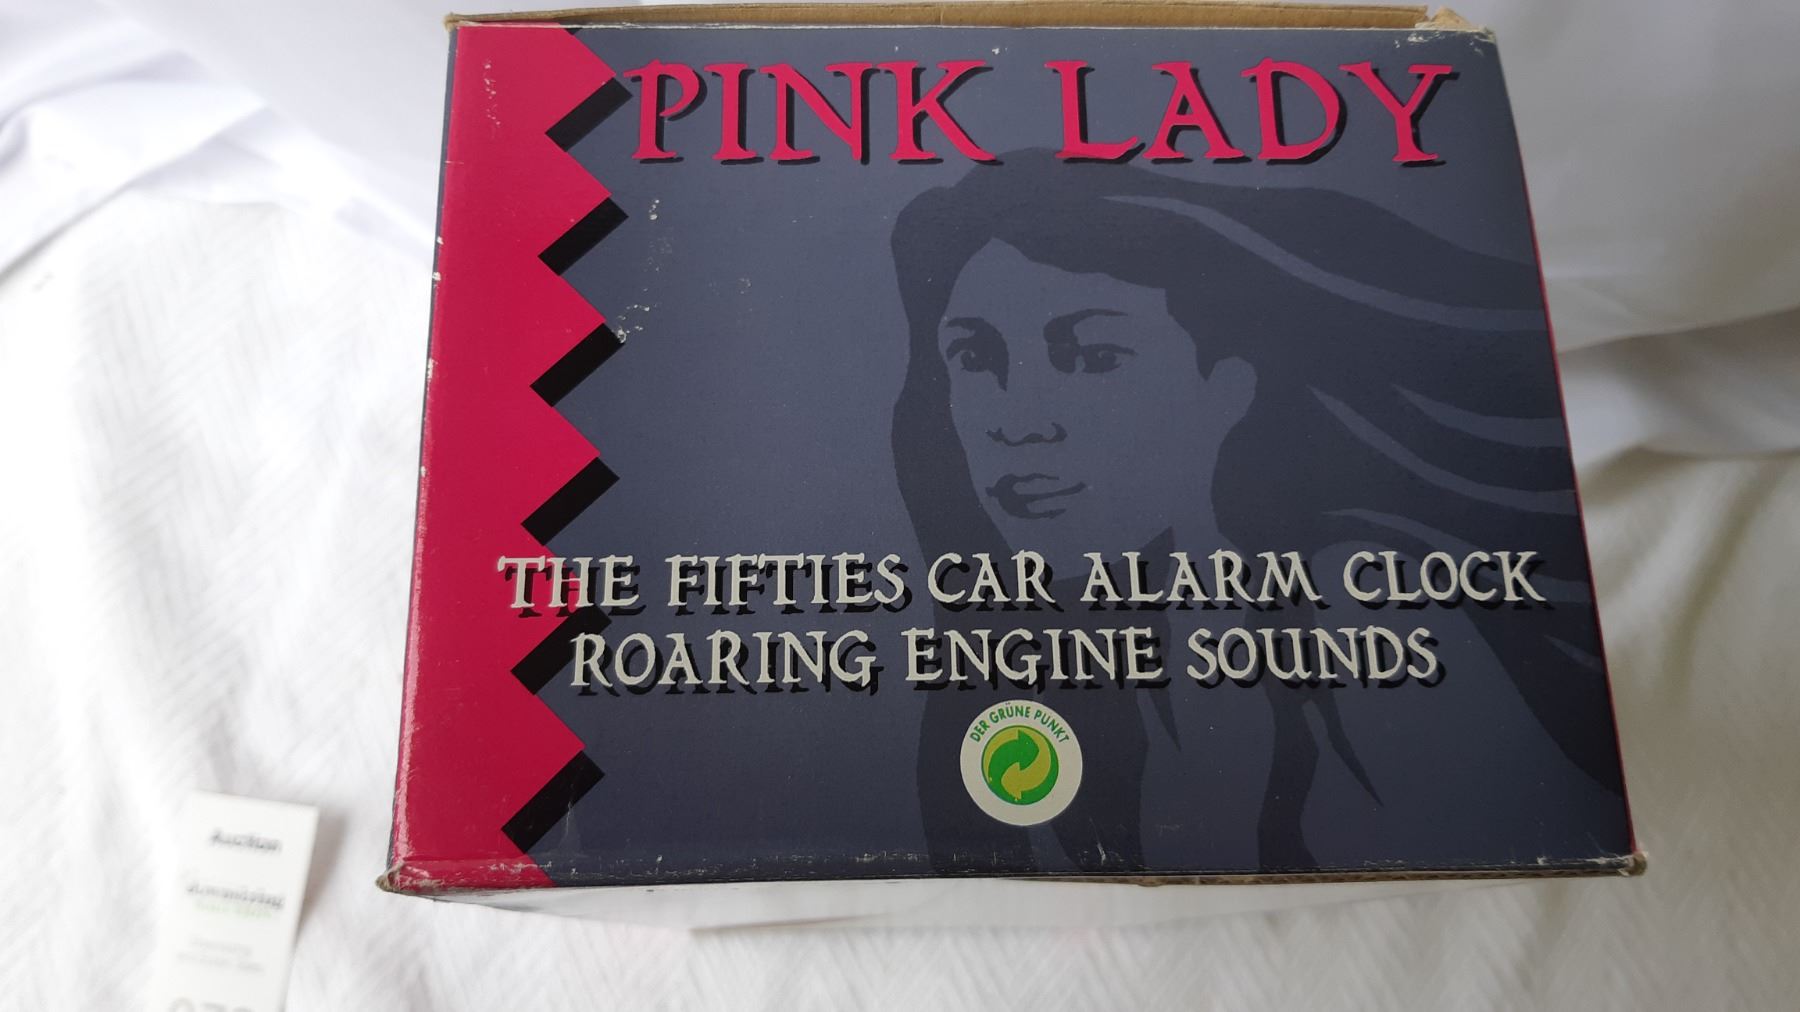 PINK LADY
THE FIFTIES CAR ALARM CLOCK
ROARING ENGINE SOUNDS
DER GRÜNE PUNKT
Auction